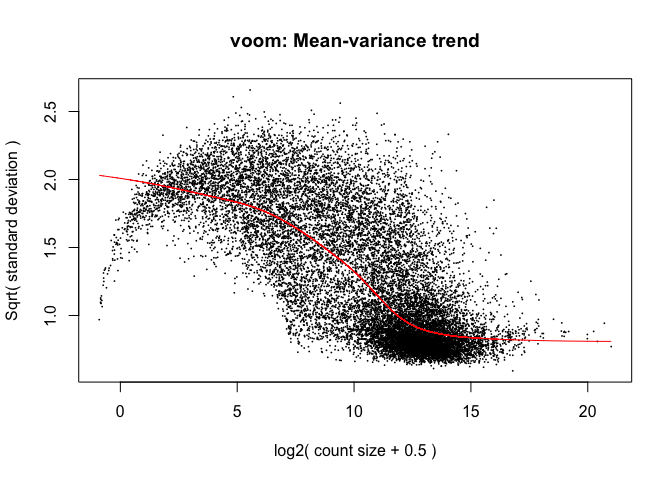 voom: Mean-variance trend
Sqrt( standard deviation )
2.5
2.0
1.5
1.0
0 5 10 15 20
log2( count size + 0.5 )